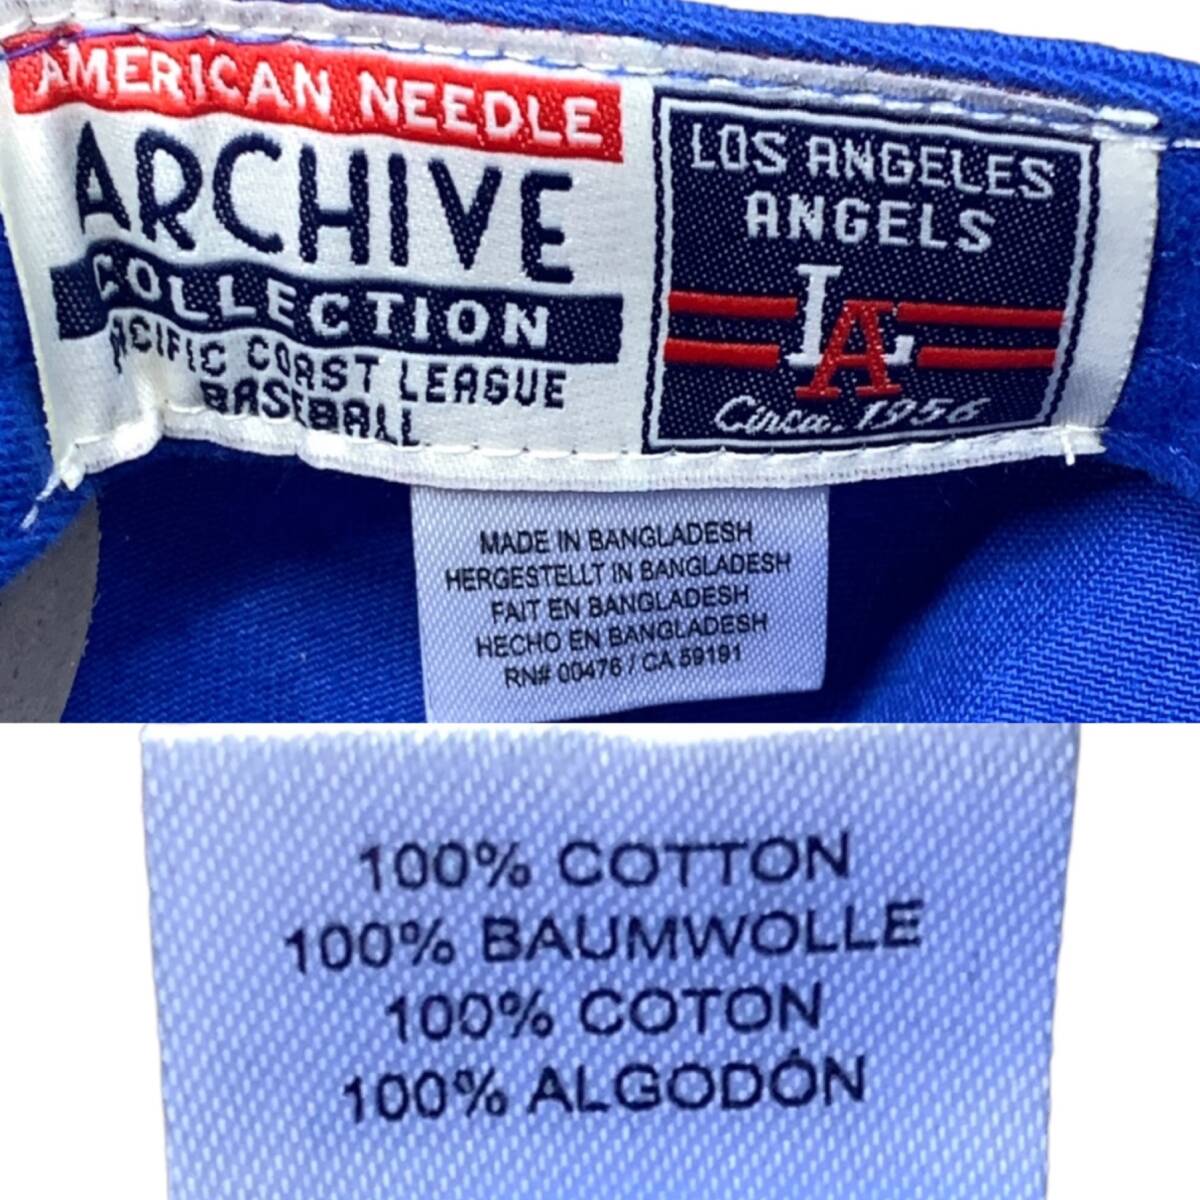 AMERICAN NEEDLE
ARCHIVE
COLLECTION
PACIFIC COAST LEAGUE
BASEBALL
LOS ANGELES
ANGELS
LA
Circa. 1956
MADE IN BANGLADESH
HERGESTELLT IN BANGLADESH
FAIT EN BANGLADESH
HECHO EN BANGLADESH
RN# 00476 / CA 59191
100% COTTON
100% BAUMWOLLE
100% COTON
100% ALGODÓN